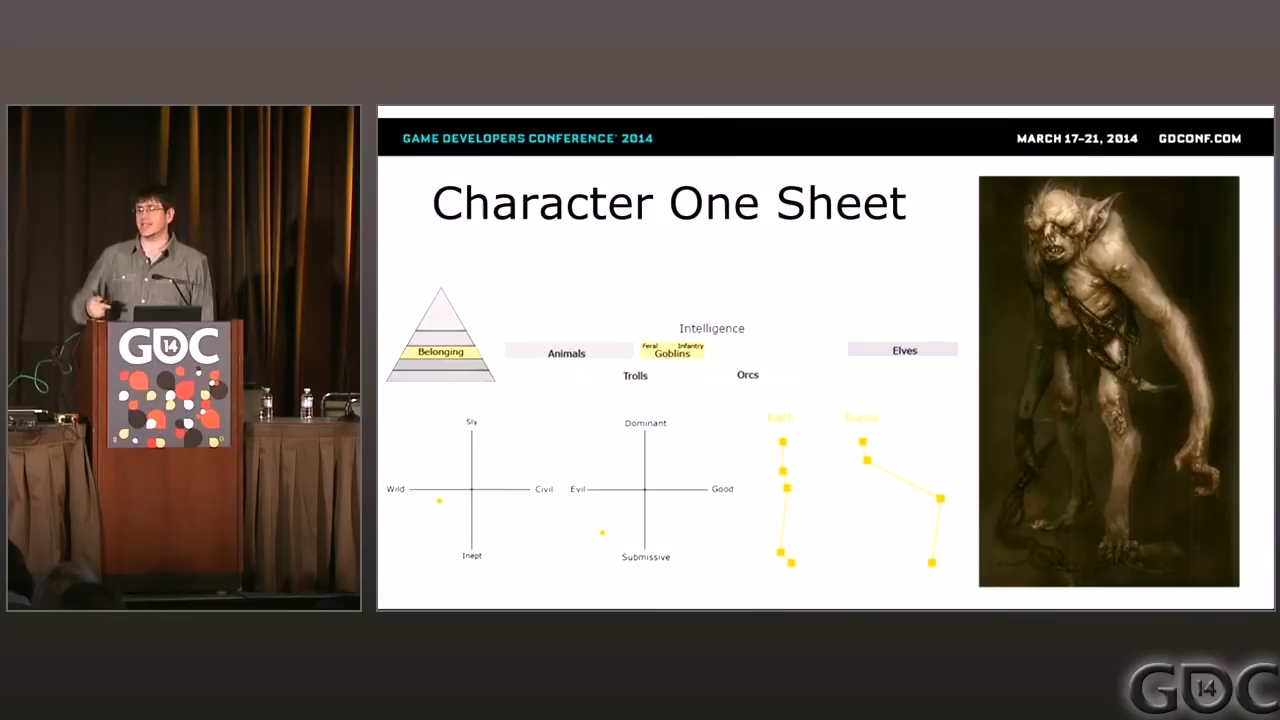 GAME DEVELOPERS CONFERENCE® 2014
MARCH 17–21, 2014
GDCONF.COM
Character One Sheet
Belonging
Intelligence
Animals
Feral Infantry
Goblins
Elves
Trolls
Orcs
Sly
Wild
Civil
Inept
Dominant
Evil
Good
Submissive
GDC
14
GDC
14